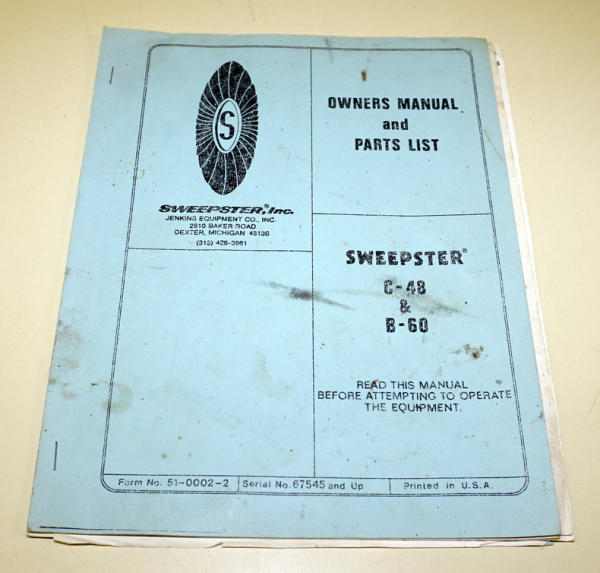 S
SWEEPSTER®, Inc.
JENKINS EQUIPMENT CO., INC.
2810 BAKER ROAD
DEXTER, MICHIGAN 48130
(313) 426-3961
OWNERS MANUAL
and
PARTS LIST
SWEEPSTER®
C-48
&
B-60
READ THIS MANUAL
BEFORE ATTEMPTING TO OPERATE
THE EQUIPMENT.
Form No. 51-0002-2
Serial No. 67545 and Up
Printed in U.S.A.